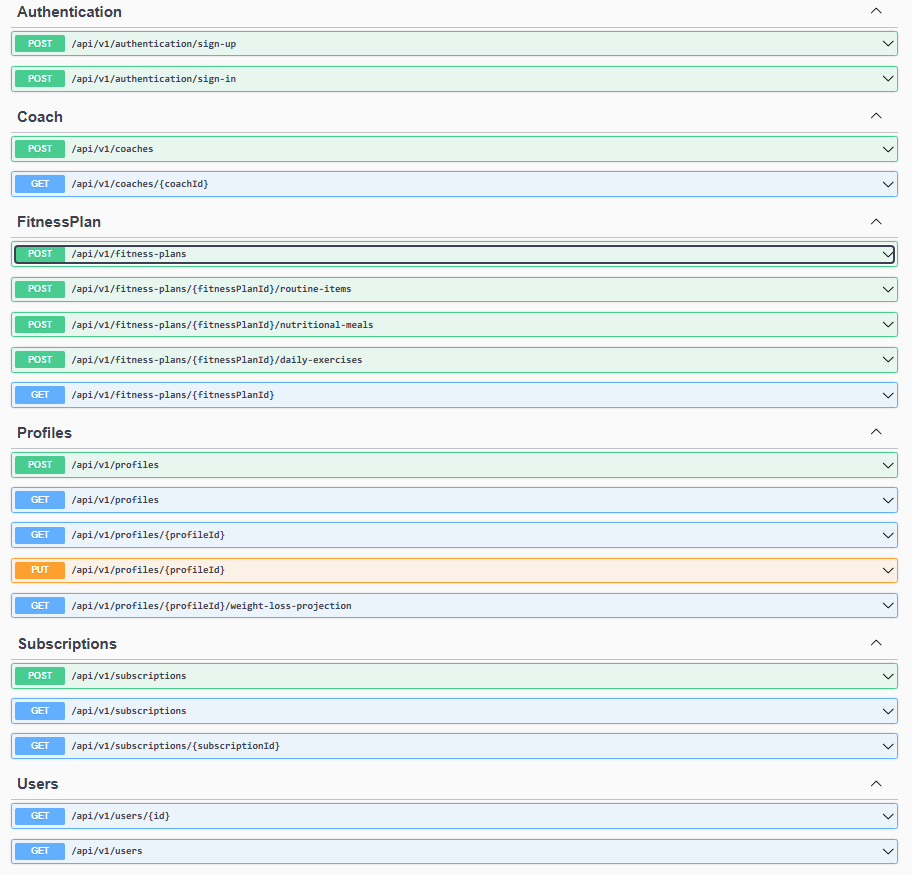 Authentication
POST /api/v1/authentication/sign-up
POST /api/v1/authentication/sign-in
Coach
POST /api/v1/coaches
GET /api/v1/coaches/{coachId}
FitnessPlan
POST /api/v1/fitness-plans
POST /api/v1/fitness-plans/{fitnessPlanId}/routine-items
POST /api/v1/fitness-plans/{fitnessPlanId}/nutritional-meals
POST /api/v1/fitness-plans/{fitnessPlanId}/daily-exercises
GET /api/v1/fitness-plans/{fitnessPlanId}
Profiles
POST /api/v1/profiles
GET /api/v1/profiles
GET /api/v1/profiles/{profileId}
PUT /api/v1/profiles/{profileId}
GET /api/v1/profiles/{profileId}/weight-loss-projection
Subscriptions
POST /api/v1/subscriptions
GET /api/v1/subscriptions
GET /api/v1/subscriptions/{subscriptionId}
Users
GET /api/v1/users/{id}
GET /api/v1/users